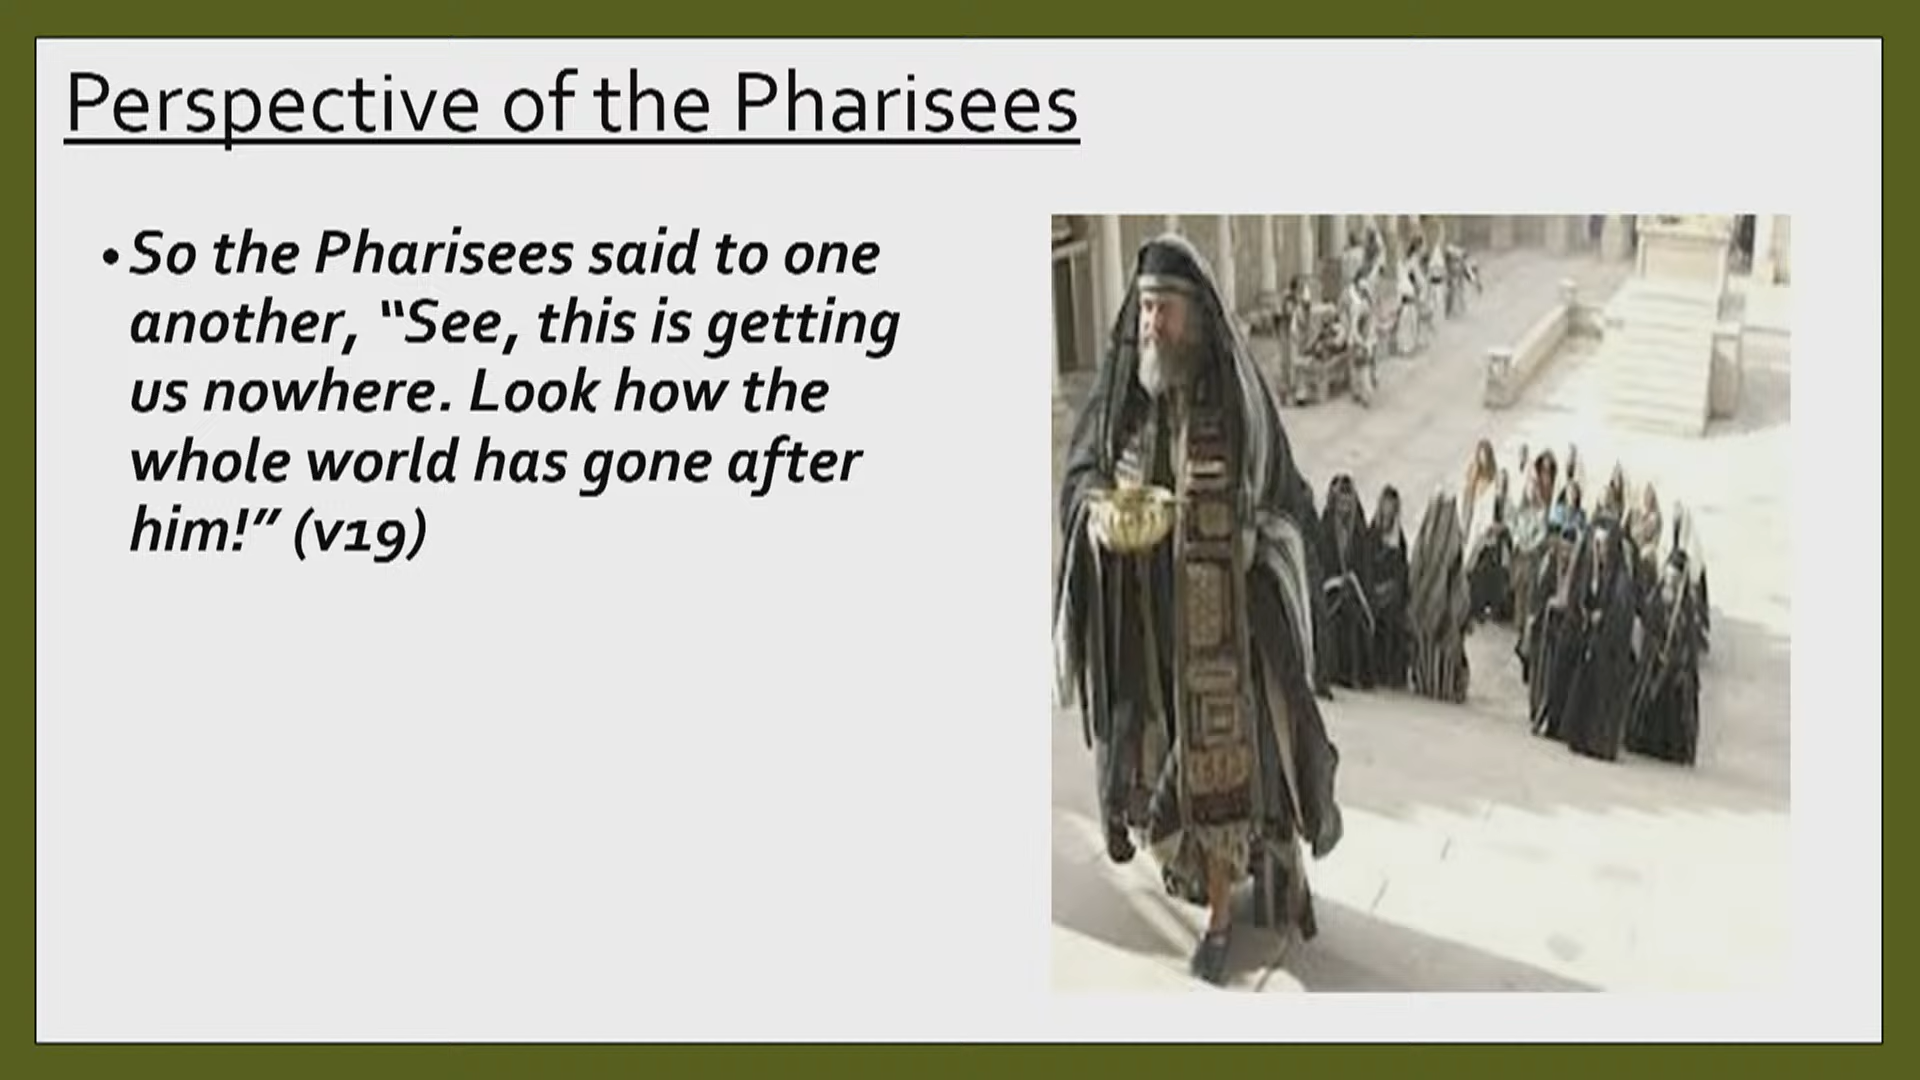 Perspective of the Pharisees
• So the Pharisees said to one
another, “See, this is getting
us nowhere. Look how the
whole world has gone after
him!” (v19)